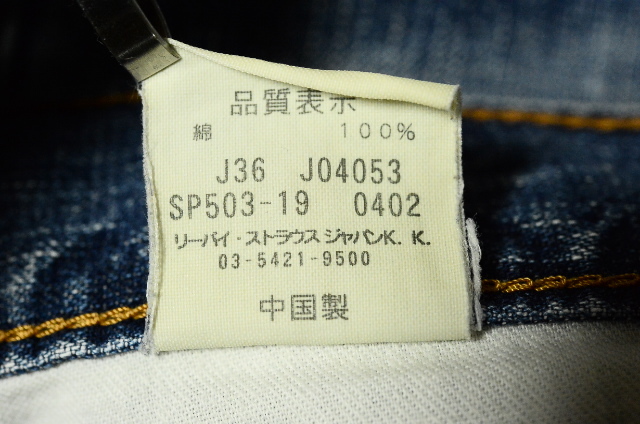 品質表示
綿 100%
J36 J04053
SP503-19 0402
リーバイ・ストラウス ジャパンK. K.
03-5421-9500
中国製